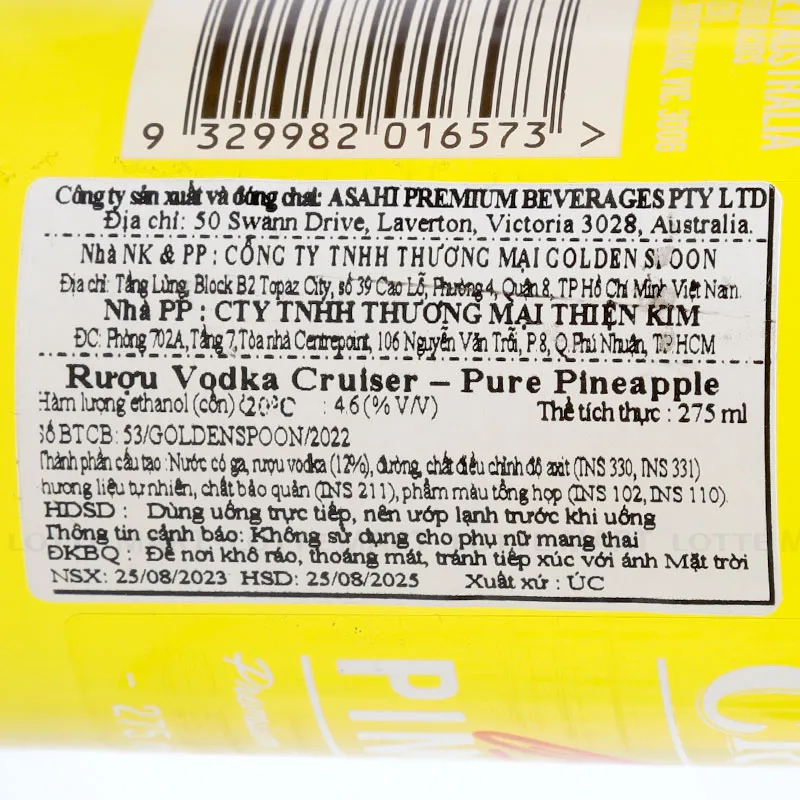 9 329982 016573 >
Công ty sản xuất và đóng chai: ASAHI PREMIUM BEVERAGES PTY LTD
Địa chỉ: 50 Swann Drive, Laverton, Victoria 3028, Australia.
Nhà NK & PP : CÔNG TY TNHH THƯƠNG MẠI GOLDEN SPOON
Địa chỉ: Tầng Lửng, Block B2 Topaz City, số 39 Cao Lỗ, Phường 4, Quận 8, TP Hồ Chí Minh Việt Nam.
Nhà PP : CTY TNHH THƯƠNG MẠI THIÊN KIM
ĐC: Phòng 702A, Tầng 7, Tòa nhà Centrepoint, 106 Nguyễn Văn Trỗi, P.8, Q.Phú Nhuận, TP.HCM
Rượu Vodka Cruiser – Pure Pineapple
Hàm lượng ethanol (cồn) ở 20°C : 4.6 (% V/V)
Thể tích thực : 275 ml
Số BTCB: 53/GOLDENSPOON/2022
Thành phần cấu tạo : Nước có ga, rượu vodka (12%), đường, chất điều chỉnh độ axit (INS 330, INS 331)
hương liệu tự nhiên, chất bảo quản (INS 211), phẩm màu tổng hợp (INS 102, INS 110).
HDSD : Dùng uống trực tiếp, nên ướp lạnh trước khi uống
Thông tin cảnh báo: Không sử dụng cho phụ nữ mang thai
ĐKBQ : Để nơi khô ráo, thoáng mát, tránh tiếp xúc với ánh Mặt trời
NSX: 25/08/2023 HSD: 25/08/2025 Xuất xứ : ÚC
AUSTRALIA
VIC, 3006
Premium
PIN